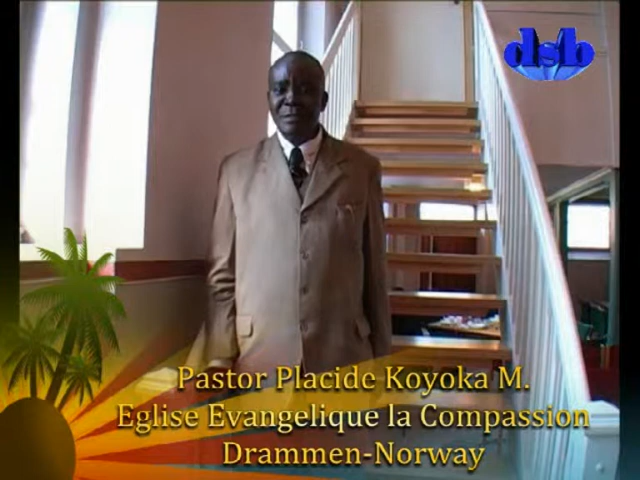 dsb
Pastor Placide Koyoka M.
Eglise Evangelique la Compassion
Drammen-Norway